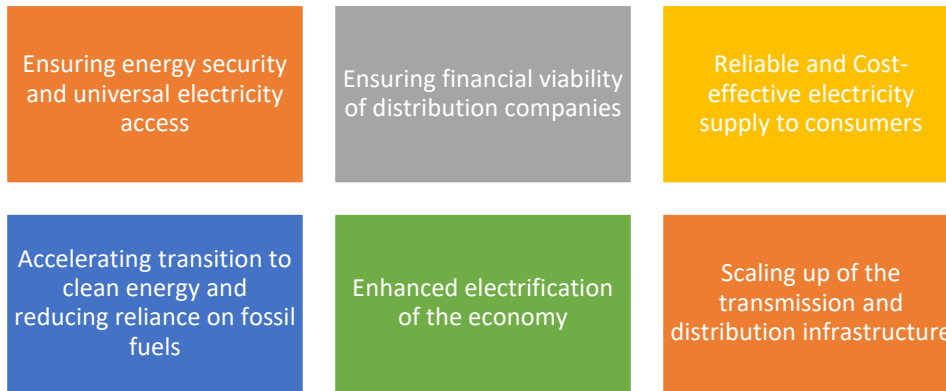 Ensuring energy security
and universal electricity
access
Ensuring financial viability
of distribution companies
Reliable and Cost-
effective electricity
supply to consumers
Accelerating transition to
clean energy and
reducing reliance on fossil
fuels
Enhanced electrification
of the economy
Scaling up of the
transmission and
distribution infrastructure